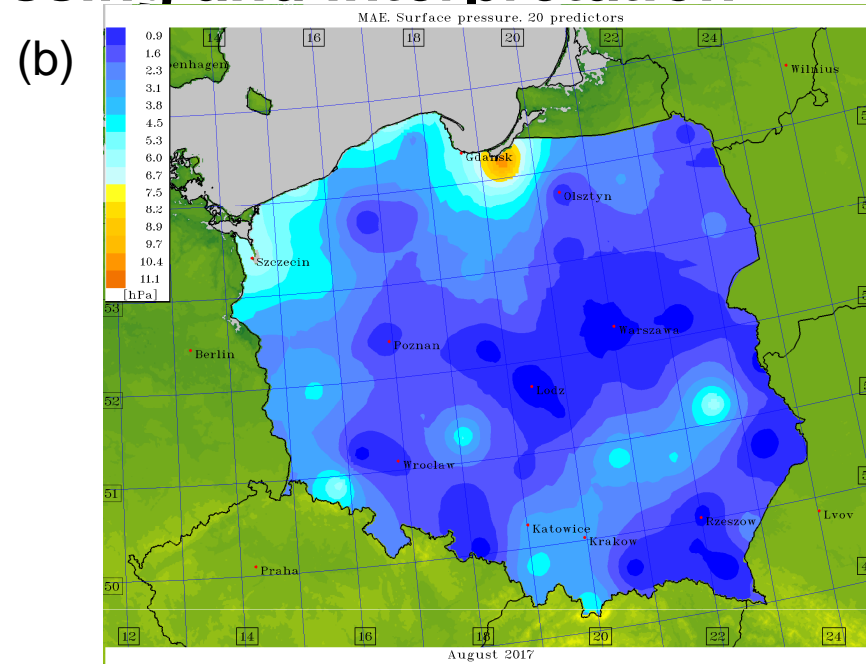 MAE. Surface pressure. 20 predictors
(b)
0.9
1.6
2.3
3.1
3.8
4.5
5.3
6.0
6.7
7.5
8.2
8.9
9.7
10.4
11.1
[hPa]
14 16 18 20 22 24
Wilnius
Gdansk
Olsztyn
Szczecin
53
Warszawa
Berlin
Poznan
Lodz
52
Wroclaw
51
Katowice
Rzeszow
Lvov
Krakow
Praha
50
12 14 18 20 22 24
August 2017